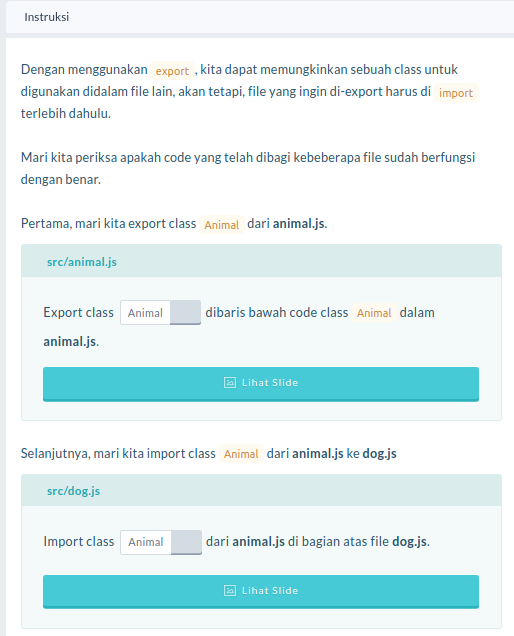 Instruksi
Dengan menggunakan export , kita dapat memungkinkan sebuah class untuk
digunakan didalam file lain, akan tetapi, file yang ingin di-export harus di import
terlebih dahulu.
Mari kita periksa apakah code yang telah dibagi kebeberapa file sudah berfungsi
dengan benar.
Pertama, mari kita export class Animal dari animal.js.
src/animal.js
Export class Animal dibaris bawah code class Animal dalam
animal.js.
Lihat Slide
Selanjutnya, mari kita import class Animal dari animal.js ke dog.js
src/dog.js
Import class Animal dari animal.js di bagian atas file dog.js.
Lihat Slide